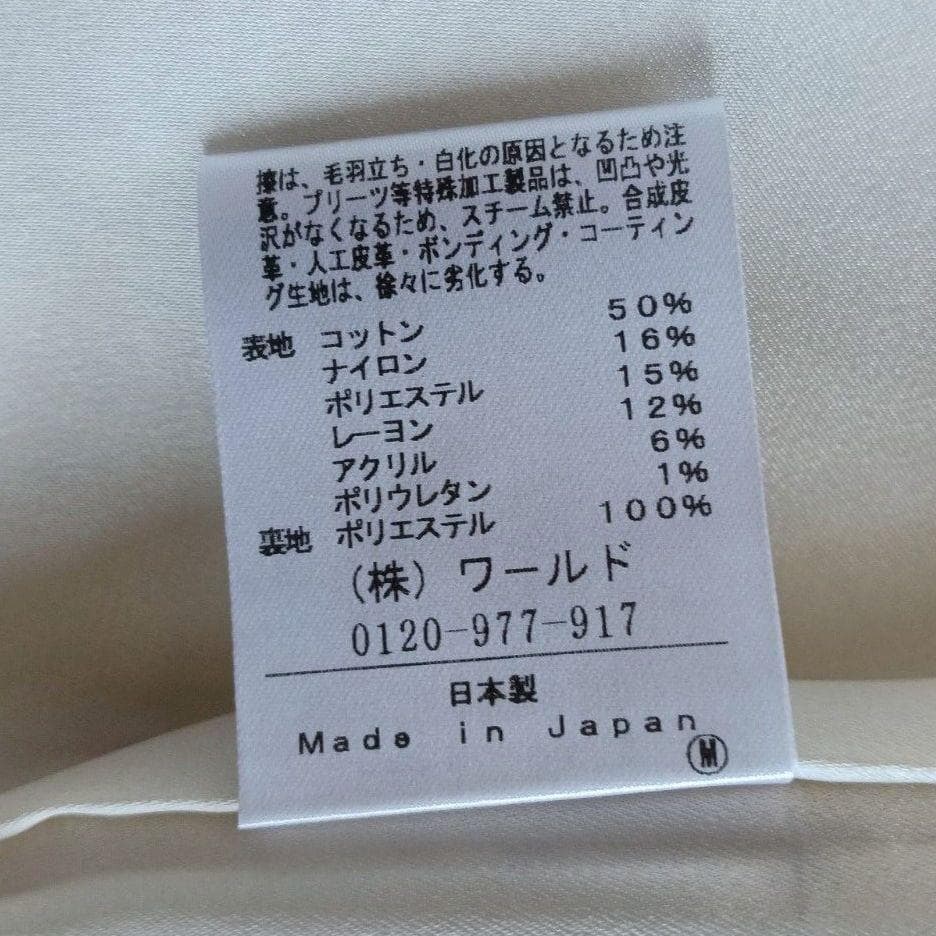 擦は、毛羽立ち・白化の原因となるため注
意。プリーツ等特殊加工製品は、凹凸や光
沢がなくなるため、スチーム禁止。合成皮
革・人工皮革・ボンディング・コーティン
グ生地は、徐々に劣化する。
表地 コットン 50%
ナイロン 16%
ポリエステル 15%
レーヨン 12%
アクリル 6%
ポリウレタン 1%
裏地 ポリエステル 100%
(株) ワールド
0120-977-917
日本製
Made in Japan
M